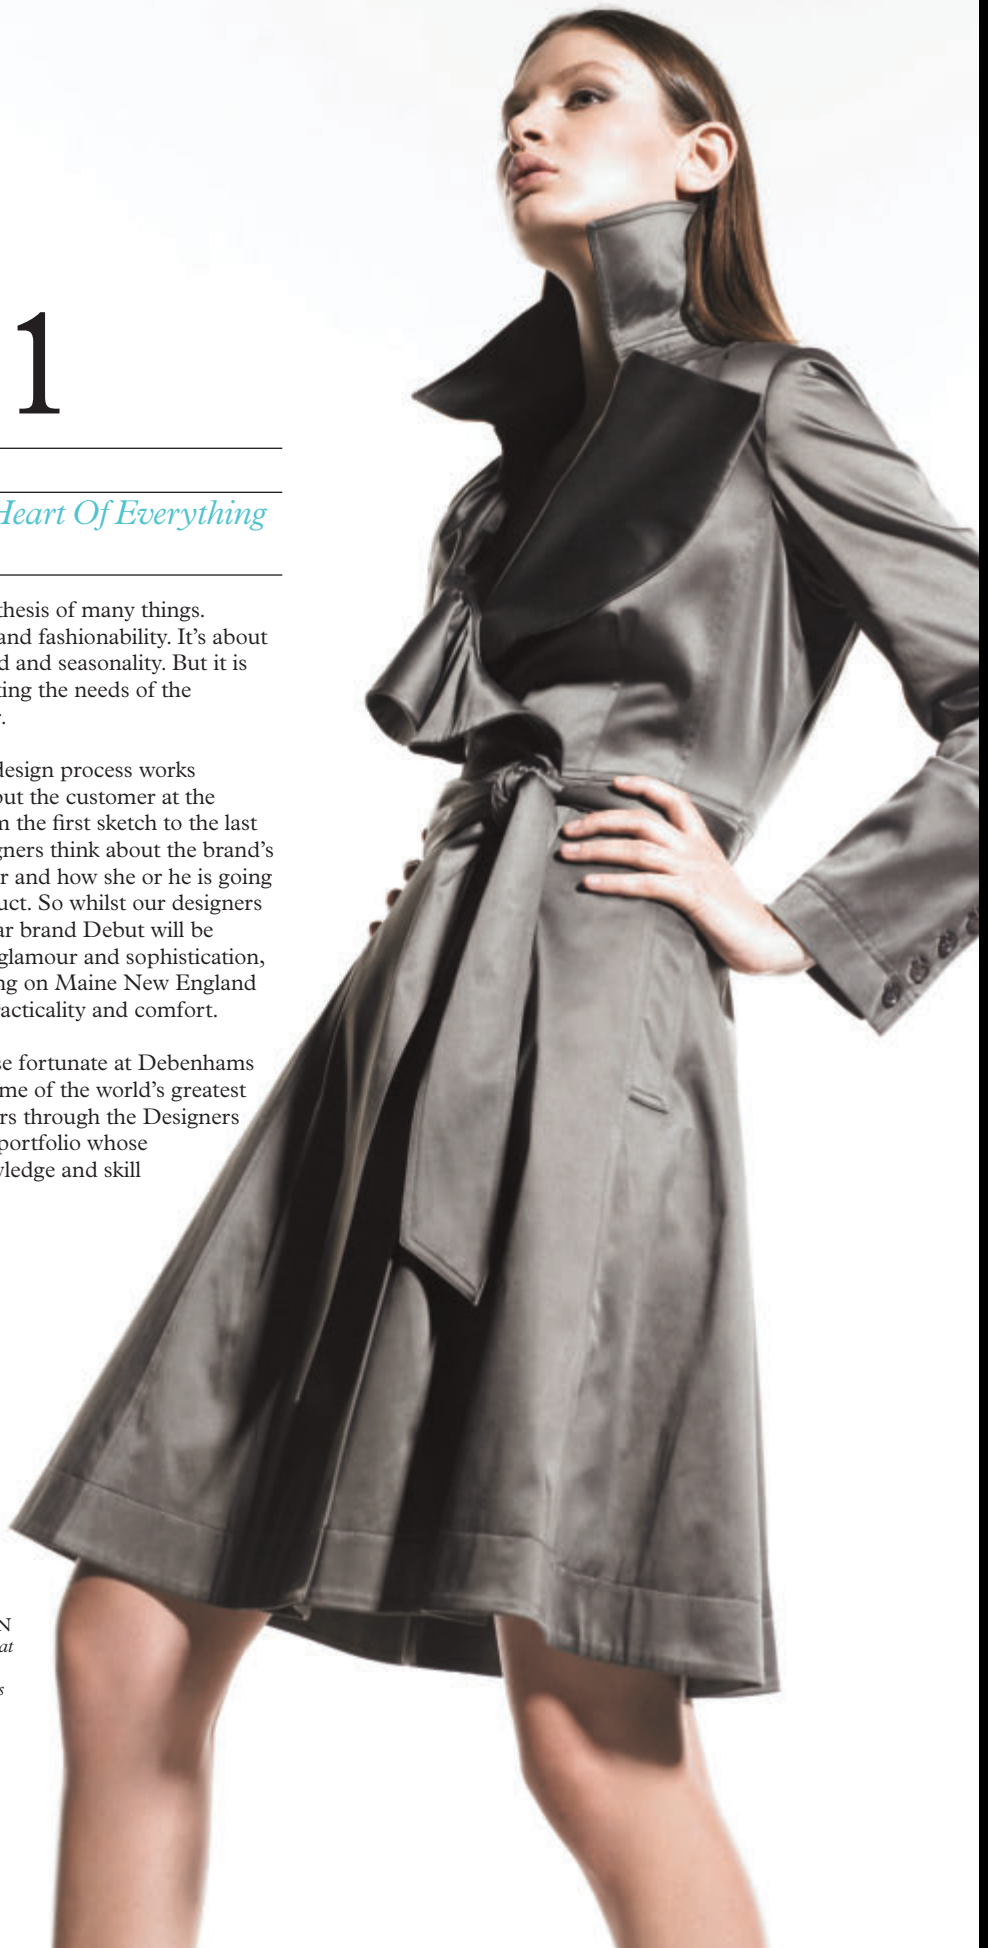 1
Heart Of Everything
thesis of many things.
and fashionability. It’s about
d and seasonality. But it is
ting the needs of the
.
design process works
out the customer at the
m the first sketch to the last
gners think about the brand’s
r and how she or he is going
uct. So whilst our designers
ar brand Debut will be
glamour and sophistication,
ng on Maine New England
racticality and comfort.
se fortunate at Debenhams
me of the world’s greatest
rs through the Designers
portfolio whose
ledge and skill
N
at
s